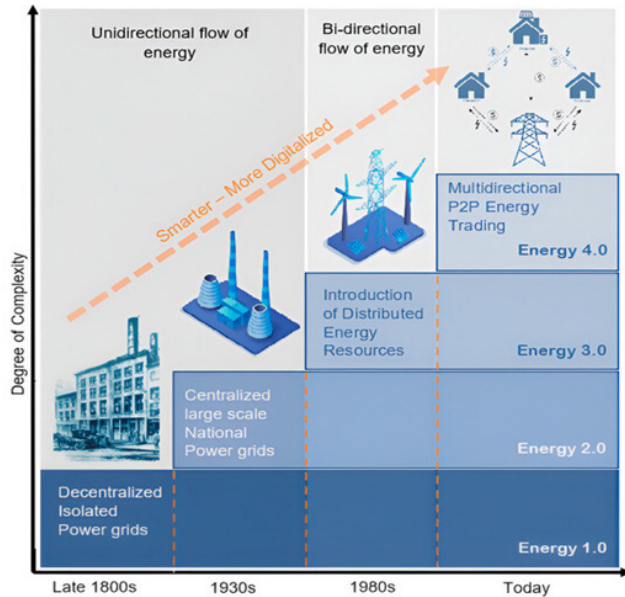 Unidirectional flow of
energy
Bi-directional
flow of energy
Smarter – More Digitalized
Multidirectional
P2P Energy
Trading
Energy 4.0
Introduction
of Distributed
Energy
Resources
Energy 3.0
Centralized
large scale
National
Power grids
Energy 2.0
Decentralized
Isolated
Power grids
Energy 1.0
Degree of Complexity
Late 1800s
1930s
1980s
Today